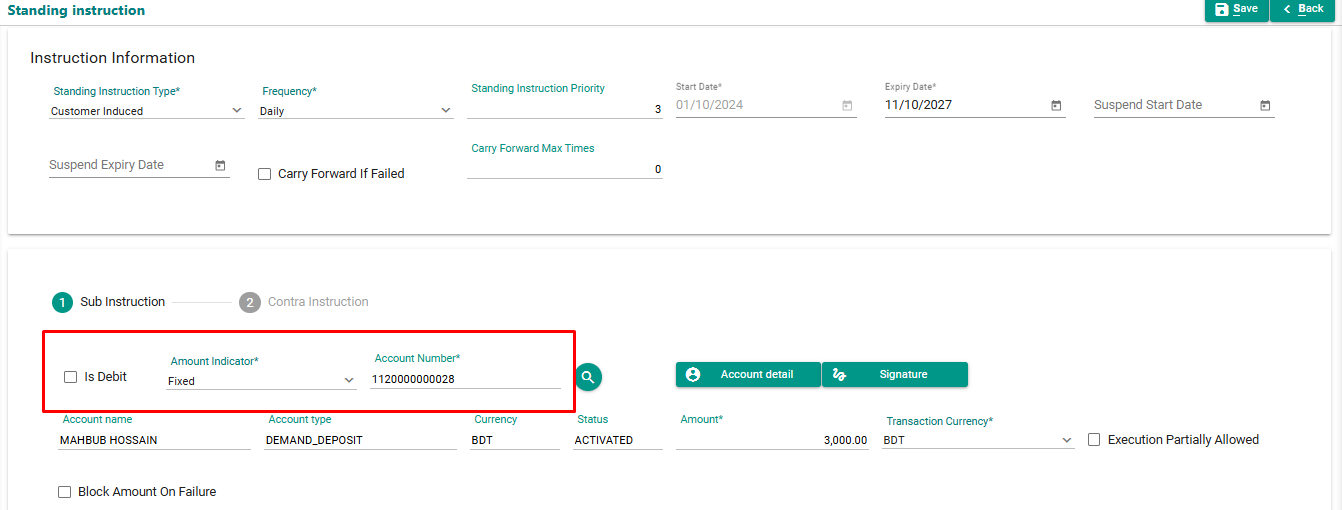 Standing instruction
Save
Back
Instruction Information
Standing Instruction Type*
Customer Induced
Frequency*
Daily
Standing Instruction Priority
3
Start Date*
01/10/2024
Expiry Date*
11/10/2027
Suspend Start Date
Suspend Expiry Date
Carry Forward If Failed
Carry Forward Max Times
0
1 Sub Instruction
2 Contra Instruction
Is Debit
Amount Indicator*
Fixed
Account Number*
1120000000028
Account detail
Signature
Account name
MAHBUB HOSSAIN
Account type
DEMAND_DEPOSIT
Currency
BDT
Status
ACTIVATED
Amount*
3,000.00
Transaction Currency*
BDT
Execution Partially Allowed
Block Amount On Failure